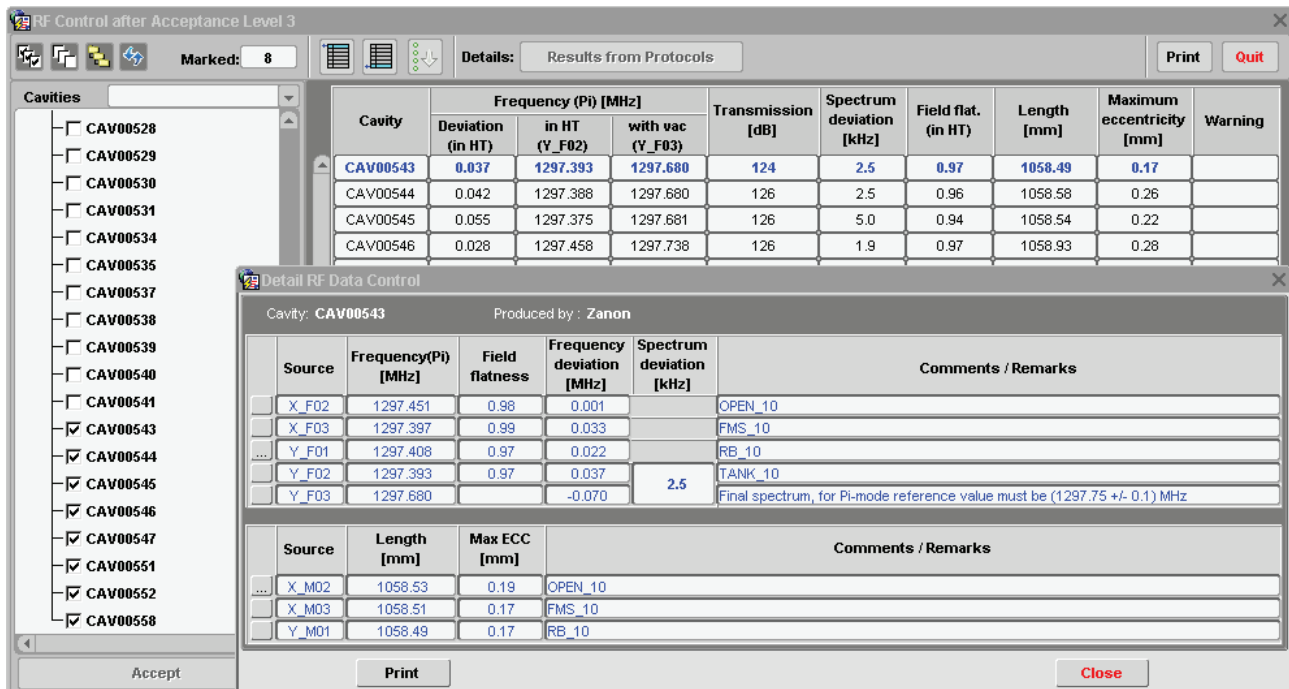 RF Control after Acceptance Level 3
Marked: 8 Details: Results from Protocols Print Quit
Cavities
CAV00528
CAV00529
CAV00530
CAV00531
CAV00534
CAV00535
CAV00537
CAV00538
CAV00539
CAV00540
CAV00541
CAV00543
CAV00544
CAV00545
CAV00546
CAV00547
CAV00551
CAV00552
CAV00558
Accept
Cavity Frequency (Pi) [MHz] Transmission [dB] Spectrum deviation [kHz] Field flat. (in HT) Length [mm] Maximum eccentricity [mm] Warning
Deviation (in HT) in HT (Y_F02) with vac (Y_F03)
CAV00543 0.037 1297.393 1297.680 124 2.5 0.97 1058.49 0.17
CAV00544 0.042 1297.388 1297.680 126 2.5 0.96 1058.58 0.26
CAV00545 0.055 1297.375 1297.681 126 5.0 0.94 1058.54 0.22
CAV00546 0.028 1297.458 1297.738 126 1.9 0.97 1058.93 0.28
Detail RF Data Control
Cavity: CAV00543 Produced by : Zanon
Source Frequency(Pi) [MHz] Field flatness Frequency deviation [MHz] Spectrum deviation [kHz] Comments / Remarks
X_F02 1297.451 0.98 0.001 OPEN_10
X_F03 1297.397 0.99 0.033 FMS_10
... Y_F01 1297.408 0.97 0.022 RB_10
Y_F02 1297.393 0.97 0.037 2.5 TANK_10
Y_F03 1297.680 -0.070 Final spectrum, for Pi-mode reference value must be (1297.75 +/- 0.1) MHz
Source Length [mm] Max ECC [mm] Comments / Remarks
... X_M02 1058.53 0.19 OPEN_10
X_M03 1058.51 0.17 FMS_10
Y_M01 1058.49 0.17 RB_10
Print Close